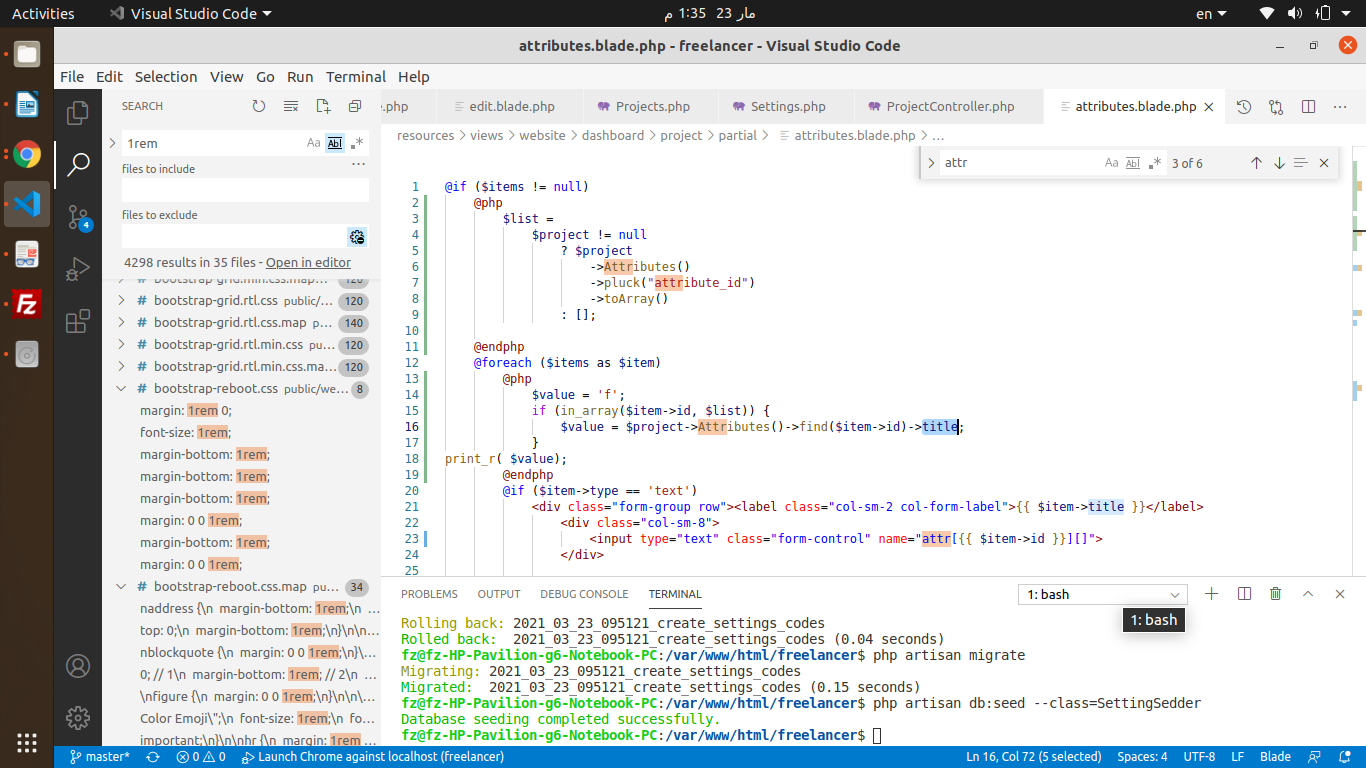 Activities
Visual Studio Code
مار 23  1:35 م
en
attributes.blade.php - freelancer - Visual Studio Code
File Edit Selection View Go Run Terminal Help
SEARCH
1rem
Aa Abl .*
files to include
...
files to exclude
4298 results in 35 files - Open in editor
bootstrap-grid.min.css.map... 120
# bootstrap-grid.rtl.css public/... 120
# bootstrap-grid.rtl.css.map p... 140
# bootstrap-grid.rtl.min.css pu... 120
# bootstrap-grid.rtl.min.css.ma... 120
# bootstrap-reboot.css public/we... 8
margin: 1rem 0;
font-size: 1rem;
margin-bottom: 1rem;
margin-bottom: 1rem;
margin-bottom: 1rem;
margin: 0 0 1rem;
margin-bottom: 1rem;
margin: 0 0 1rem;
# bootstrap-reboot.css.map pu... 34
naddress {\n  margin-bottom: 1rem;\n ...
top: 0;\n  margin-bottom: 1rem;\n}\n\n...
nblockquote {\n  margin: 0 0 1rem;\n}\...
0; // 1\n  margin-bottom: 1rem; // 2\n ...
\nfigure {\n  margin: 0 0 1rem;\n}\n\n...
Color Emoji\";\n  font-size: 1rem;\n  fo...
important;\n}\n\nhr {\n  margin: 1rem ...
4
e.php
edit.blade.php
Projects.php
Settings.php
ProjectController.php
attributes.blade.php
resources > views > website > dashboard > project > partial > attributes.blade.php > ...
attr
Aa Abl .*
3 of 6
1 @if ($items != null)
2 @php
3 $list =
4 $project != null
5 ? $project
6 ->Attributes()
7 ->pluck("attribute_id")
8 ->toArray()
9 : [];
10
11 @endphp
12 @foreach ($items as $item)
13 @php
14 $value = 'f';
15 if (in_array($item->id, $list)) {
16 $value = $project->Attributes()->find($item->id)->title;
17 }
18 print_r( $value);
19 @endphp
20 @if ($item->type == 'text')
21 <div class="form-group row"><label class="col-sm-2 col-form-label">{{ $item->title }}</label>
22 <div class="col-sm-8">
23 <input type="text" class="form-control" name="attr[{{ $item->id }}][]">
24 </div>
25
PROBLEMS OUTPUT DEBUG CONSOLE TERMINAL
1: bash
1: bash
Rolling back: 2021_03_23_095121_create_settings_codes
Rolled back:  2021_03_23_095121_create_settings_codes (0.04 seconds)
fz@fz-HP-Pavilion-g6-Notebook-PC:/var/www/html/freelancer$ php artisan migrate
Migrating: 2021_03_23_095121_create_settings_codes
Migrated:  2021_03_23_095121_create_settings_codes (0.15 seconds)
fz@fz-HP-Pavilion-g6-Notebook-PC:/var/www/html/freelancer$ php artisan db:seed --class=SettingSedder
Database seeding completed successfully.
fz@fz-HP-Pavilion-g6-Notebook-PC:/var/www/html/freelancer$
master* 0 0 Launch Chrome against localhost (freelancer)
Ln 16, Col 72 (5 selected) Spaces: 4 UTF-8 LF Blade